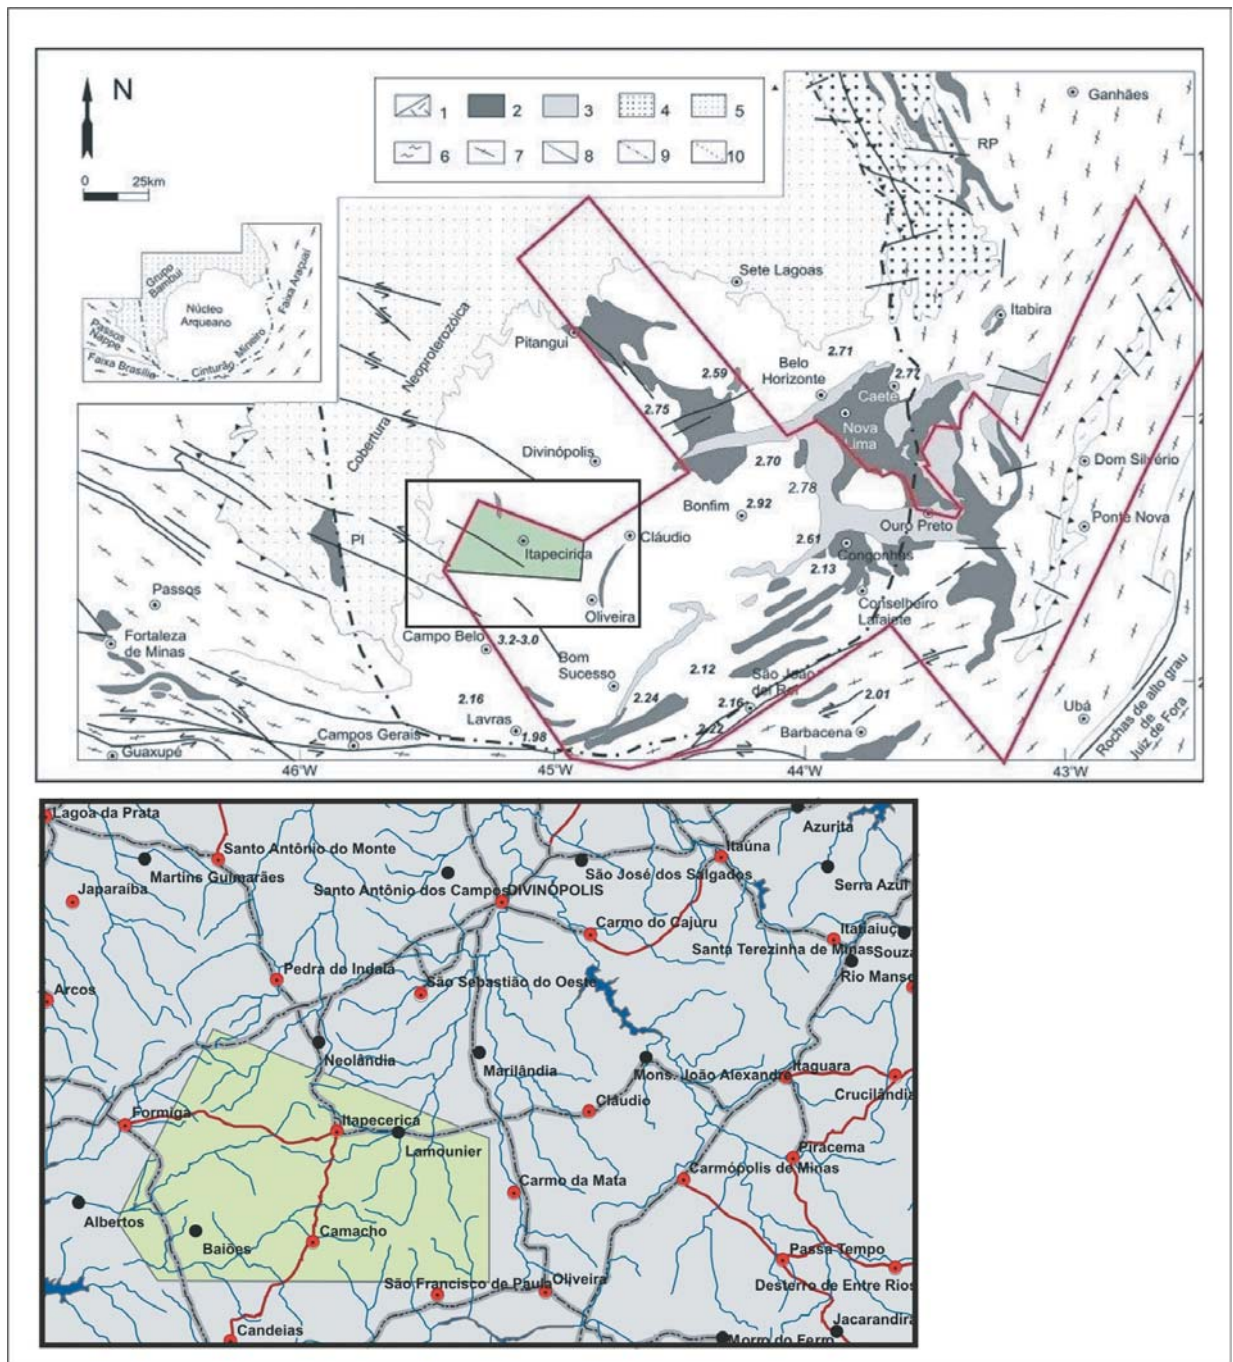 N
0 25km
1 2 3 4 5
6 7 8 9 10
Ganhães
RP
Grupo
Bambuí
Faixa Araçuaí
Núcleo
Arqueano
Passos
Nappe
Cinturão Mineiro
Faixa Brasília
Neoproterozóica
Cobertura
Sete Lagoas
Itabira
Pitangui
2.71
Belo
Horizonte
2.59
2.77
Caeté
2.75
Nova
Lima
Divinópolis
2.70
Dom Silvério
2.78
Bonfim
2.92
Ouro Preto
Ponte Nova
PI
Itapecirica
Cláudio
2.61
Congonhas
2.13
Passos
Oliveira
Conselheiro
Lafaiete
Fortaleza
de Minas
Campo Belo
3.2-3.0
Bom
Sucesso
2.12
São João
del Rei
2.16
2.24
2.16
2.01
Ubá
Lavras
1.98
2.22
Barbacena
Campos Gerais
Guaxupé
Rochas de alto grau
de
Juiz de Fora
46°W
45°W
44°W
43°W
Lagoa da Prata
Azurita
Santo Antônio do Monte
Itaúna
Martins Guimarães
São José dos Salgados
Serra Azul
Japaraíba
Santo Antônio dos Campos
DIVINÓPOLIS
Carmo do Cajuru
Itatiaiuçu
Santa Terezinha de Minas
Souza
Pedra do Indaiá
São Sebastião do Oeste
Rio Manso
Arcos
Neolândia
Marilândia
Mons. João Alexandre
Itaguara
Crucilândia
Formiga
Itapecerica
Cláudio
Lamounier
Piracema
Carmópolis de Minas
Carmo da Mata
Albertos
Baiões
Camacho
Passa Tempo
São Francisco de Paula
Oliveira
Desterro de Entre Rios
Candeias
Jacarandira
Morro do Ferro